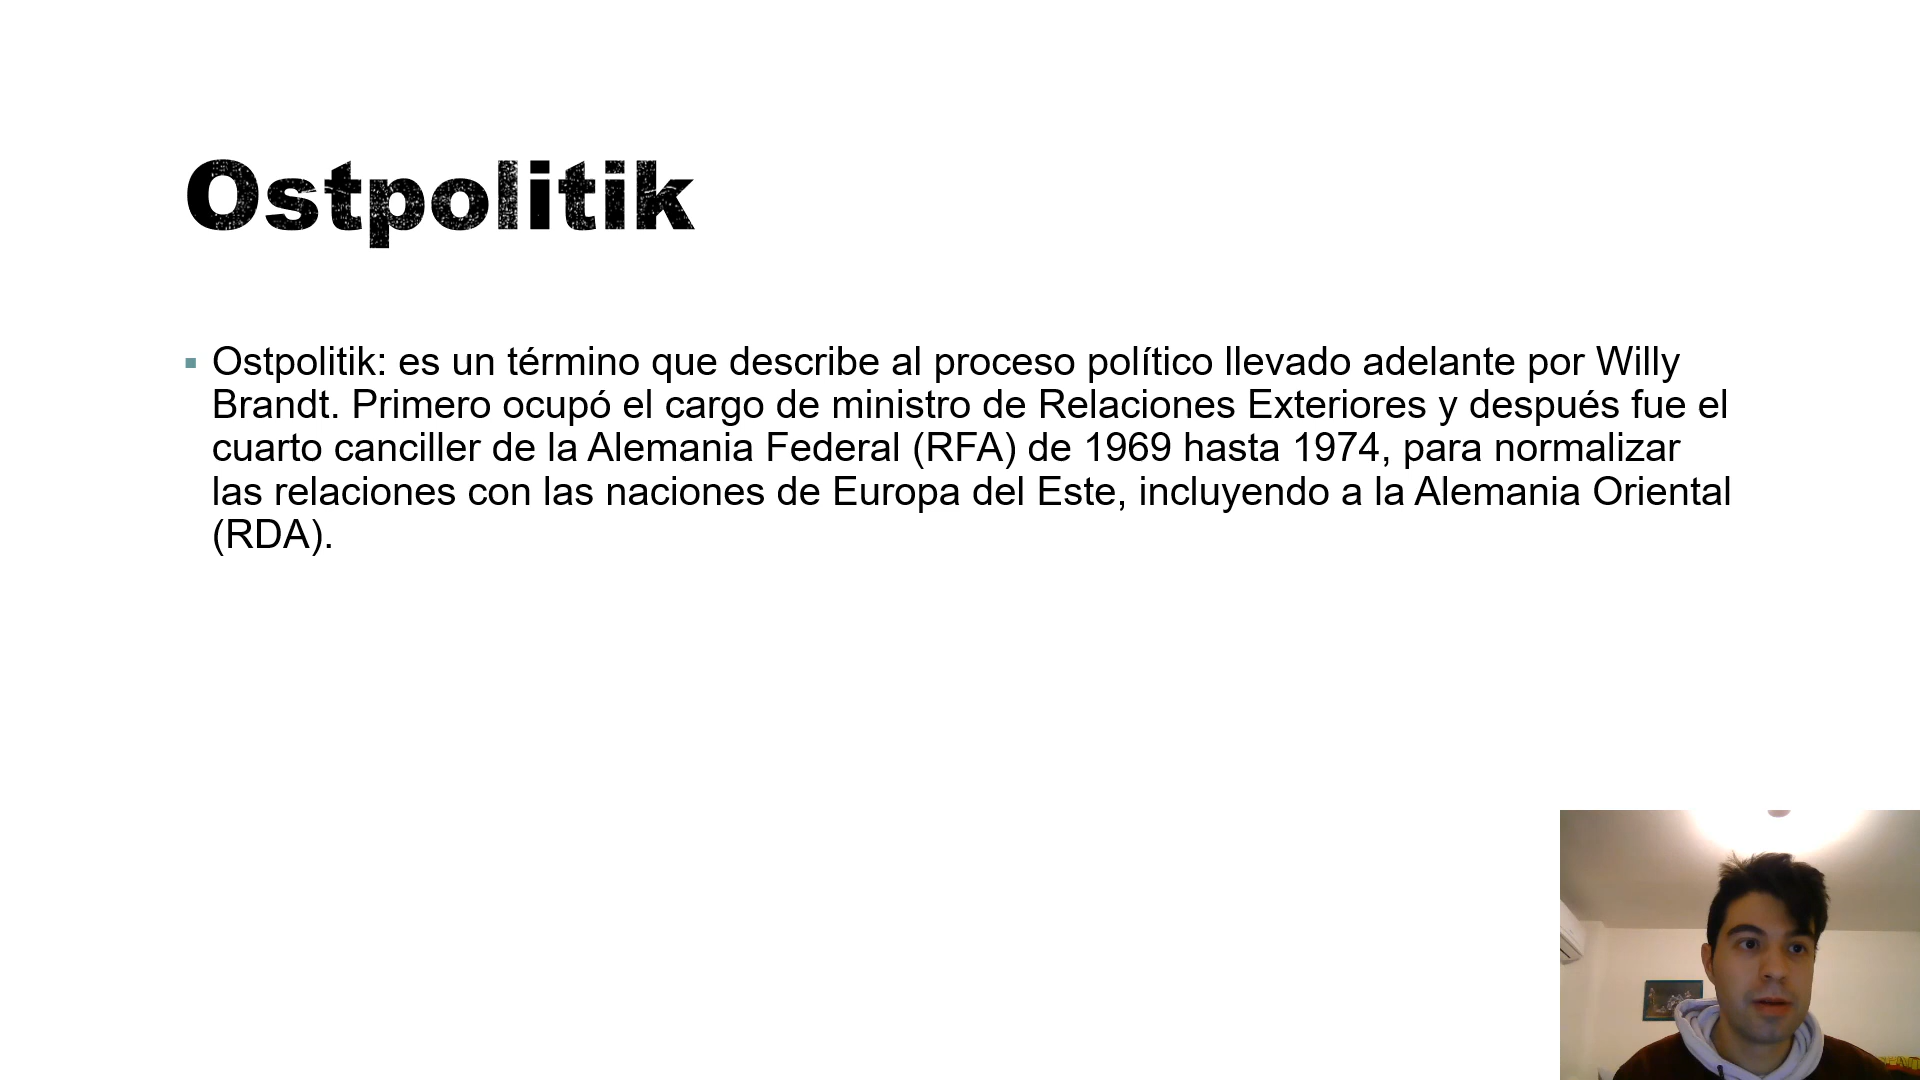 Ostpolitik
Ostpolitik: es un término que describe al proceso político llevado adelante por Willy
Brandt. Primero ocupó el cargo de ministro de Relaciones Exteriores y después fue el
cuarto canciller de la Alemania Federal (RFA) de 1969 hasta 1974, para normalizar
las relaciones con las naciones de Europa del Este, incluyendo a la Alemania Oriental
(RDA).